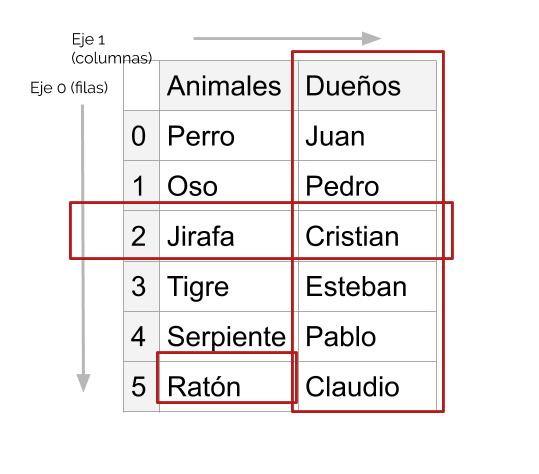 Eje 1
(columnas)
Eje 0 (filas)
Animales Dueños
0 Perro Juan
1 Oso Pedro
2 Jirafa Cristian
3 Tigre Esteban
4 Serpiente Pablo
5 Ratón Claudio